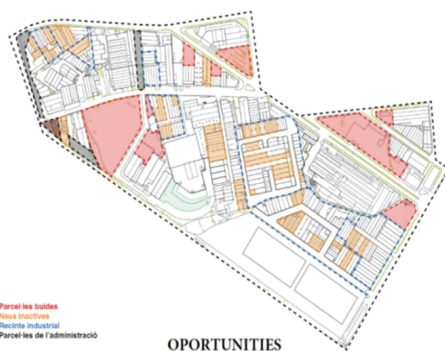 Parcel·les buides
Naus inactives
Recinte industrial
Parcel·les de l'administració
OPORTUNITIES